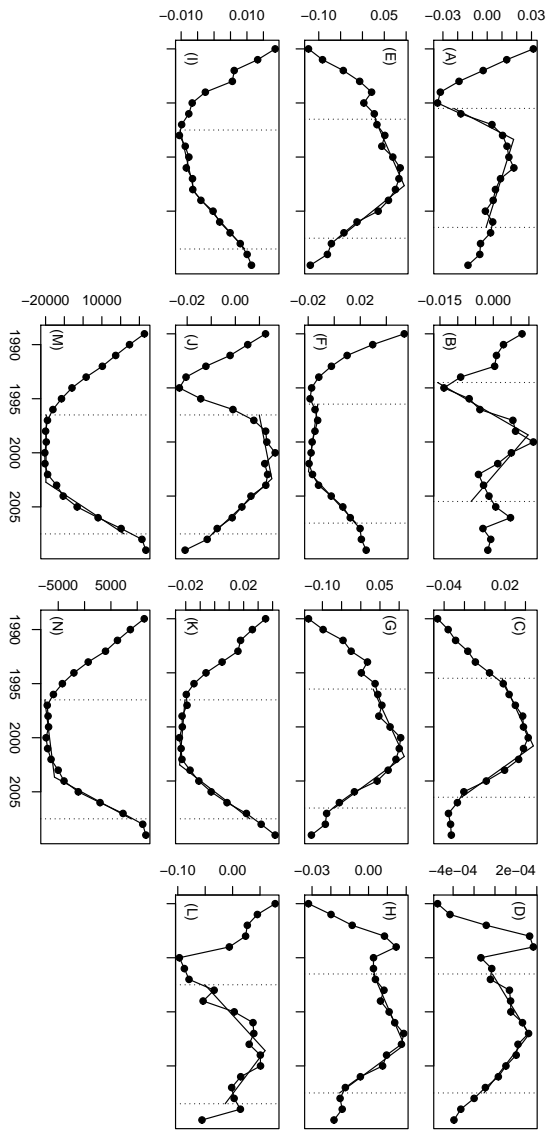 (A)
−0.03 0.00 0.03
(B)
−0.015 0.000
(C)
−0.04 0.02
(D)
−4e−04 2e−04
(E)
−0.10 0.05
(F)
−0.02 0.02
(G)
−0.10 0.05
(H)
−0.03 0.00
(I)
−0.010 0.010
(J)
−0.02 0.00
(K)
−0.02 0.02
(L)
−0.10 0.00
(M)
−20000 10000
1990 1995 2000 2005
(N)
−5000 5000
1990 1995 2000 2005